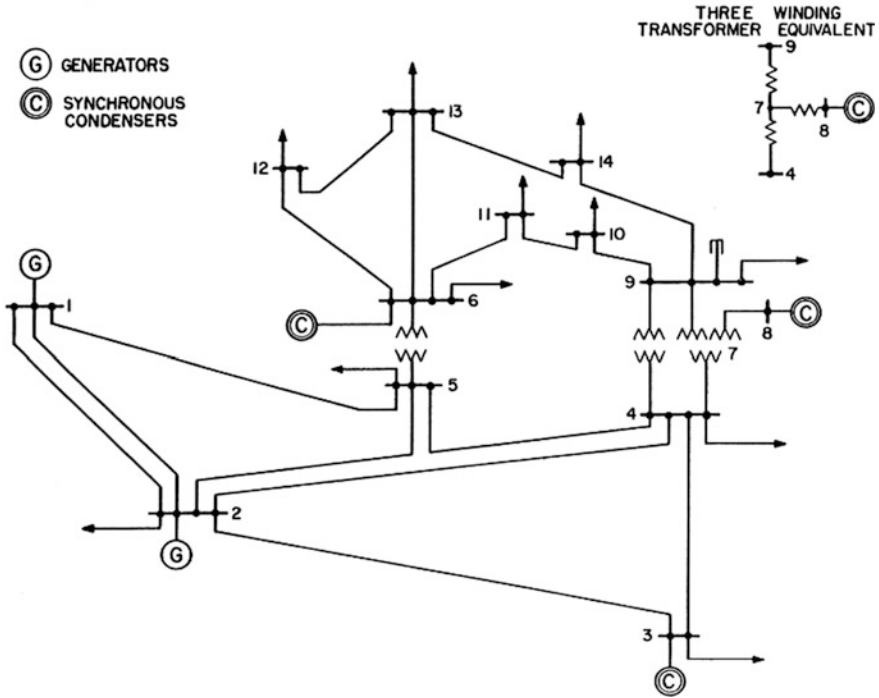 THREE WINDING
TRANSFORMER EQUIVALENT
9
7
C
8
4
G GENERATORS
C SYNCHRONOUS
CONDENSERS
13
12
14
11
10
G
1
6
9
C
8
C
7
5
4
2
G
3
C